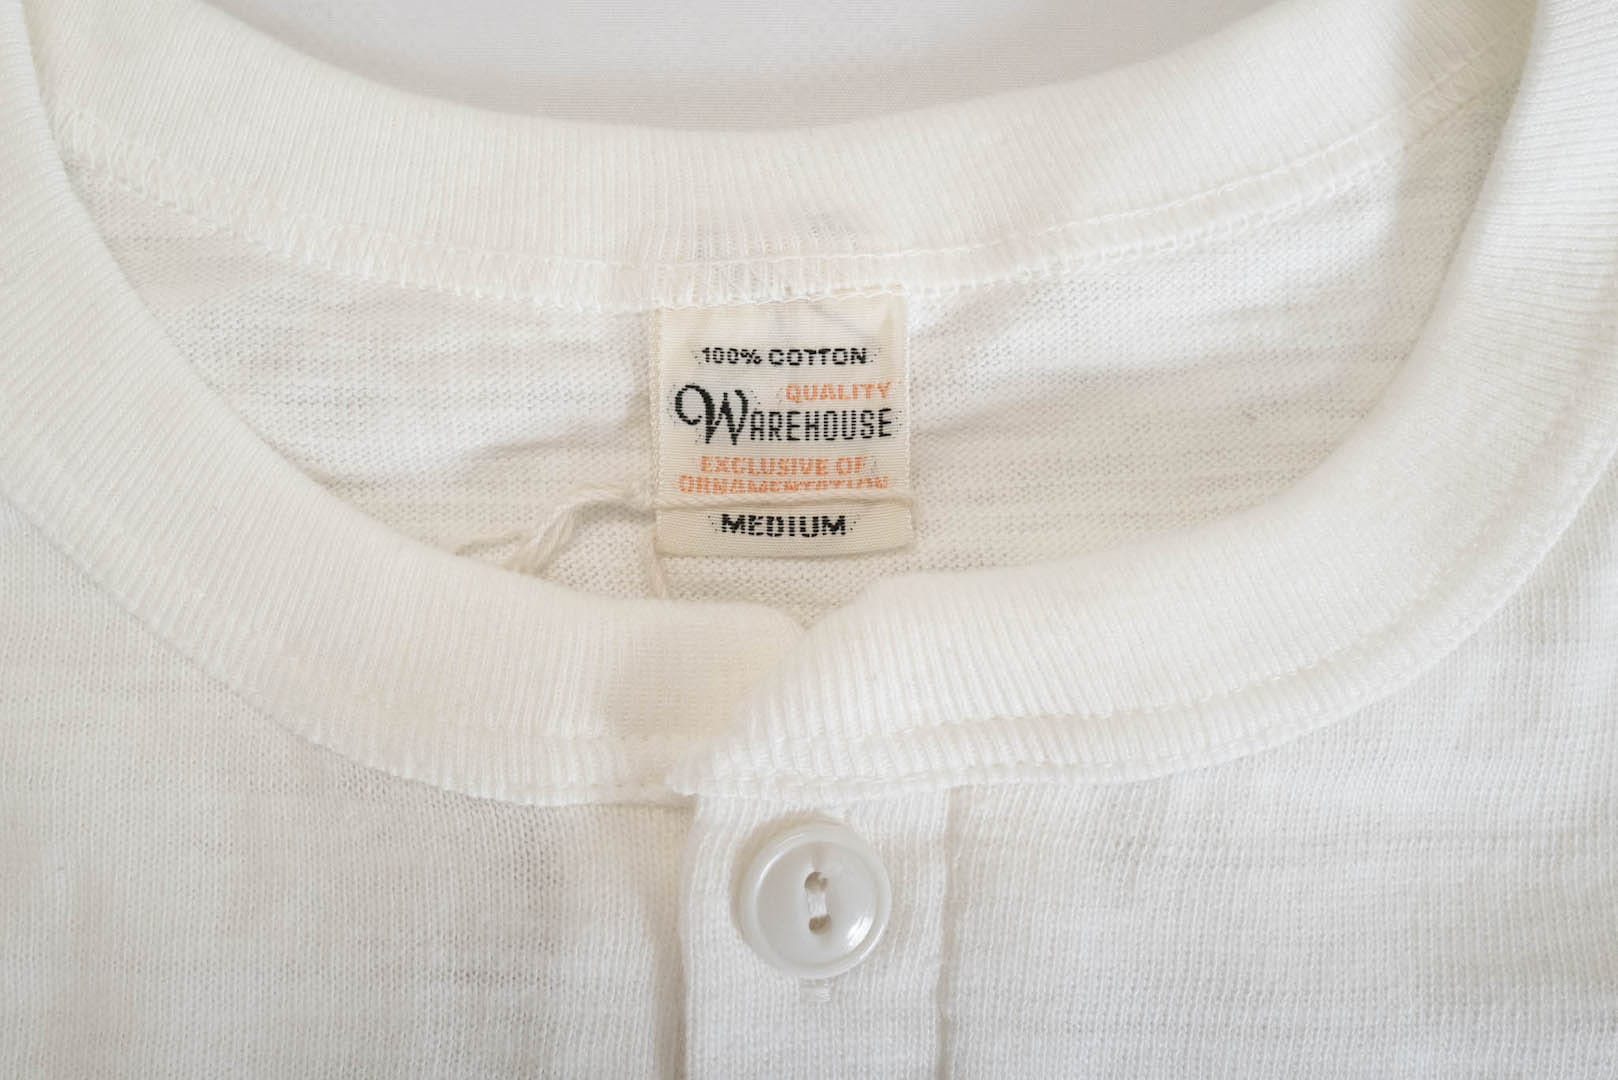 100% COTTON
QUALITY
WAREHOUSE
EXCLUSIVE OF
ORNAMENTATION
MEDIUM